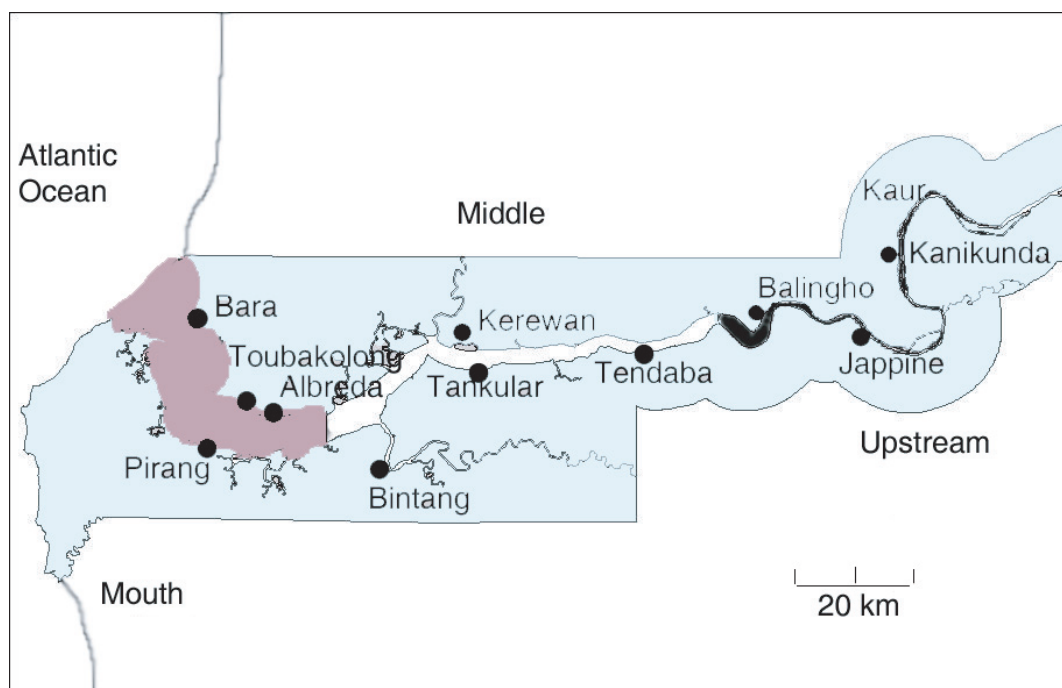 Atlantic
Ocean
Middle
Kaur
Kanikunda
Bara
Balingho
Kerewan
Toubakolong
Albreda
Tankular
Tendaba
Jappine
Pirang
Bintang
Upstream
Mouth
20 km